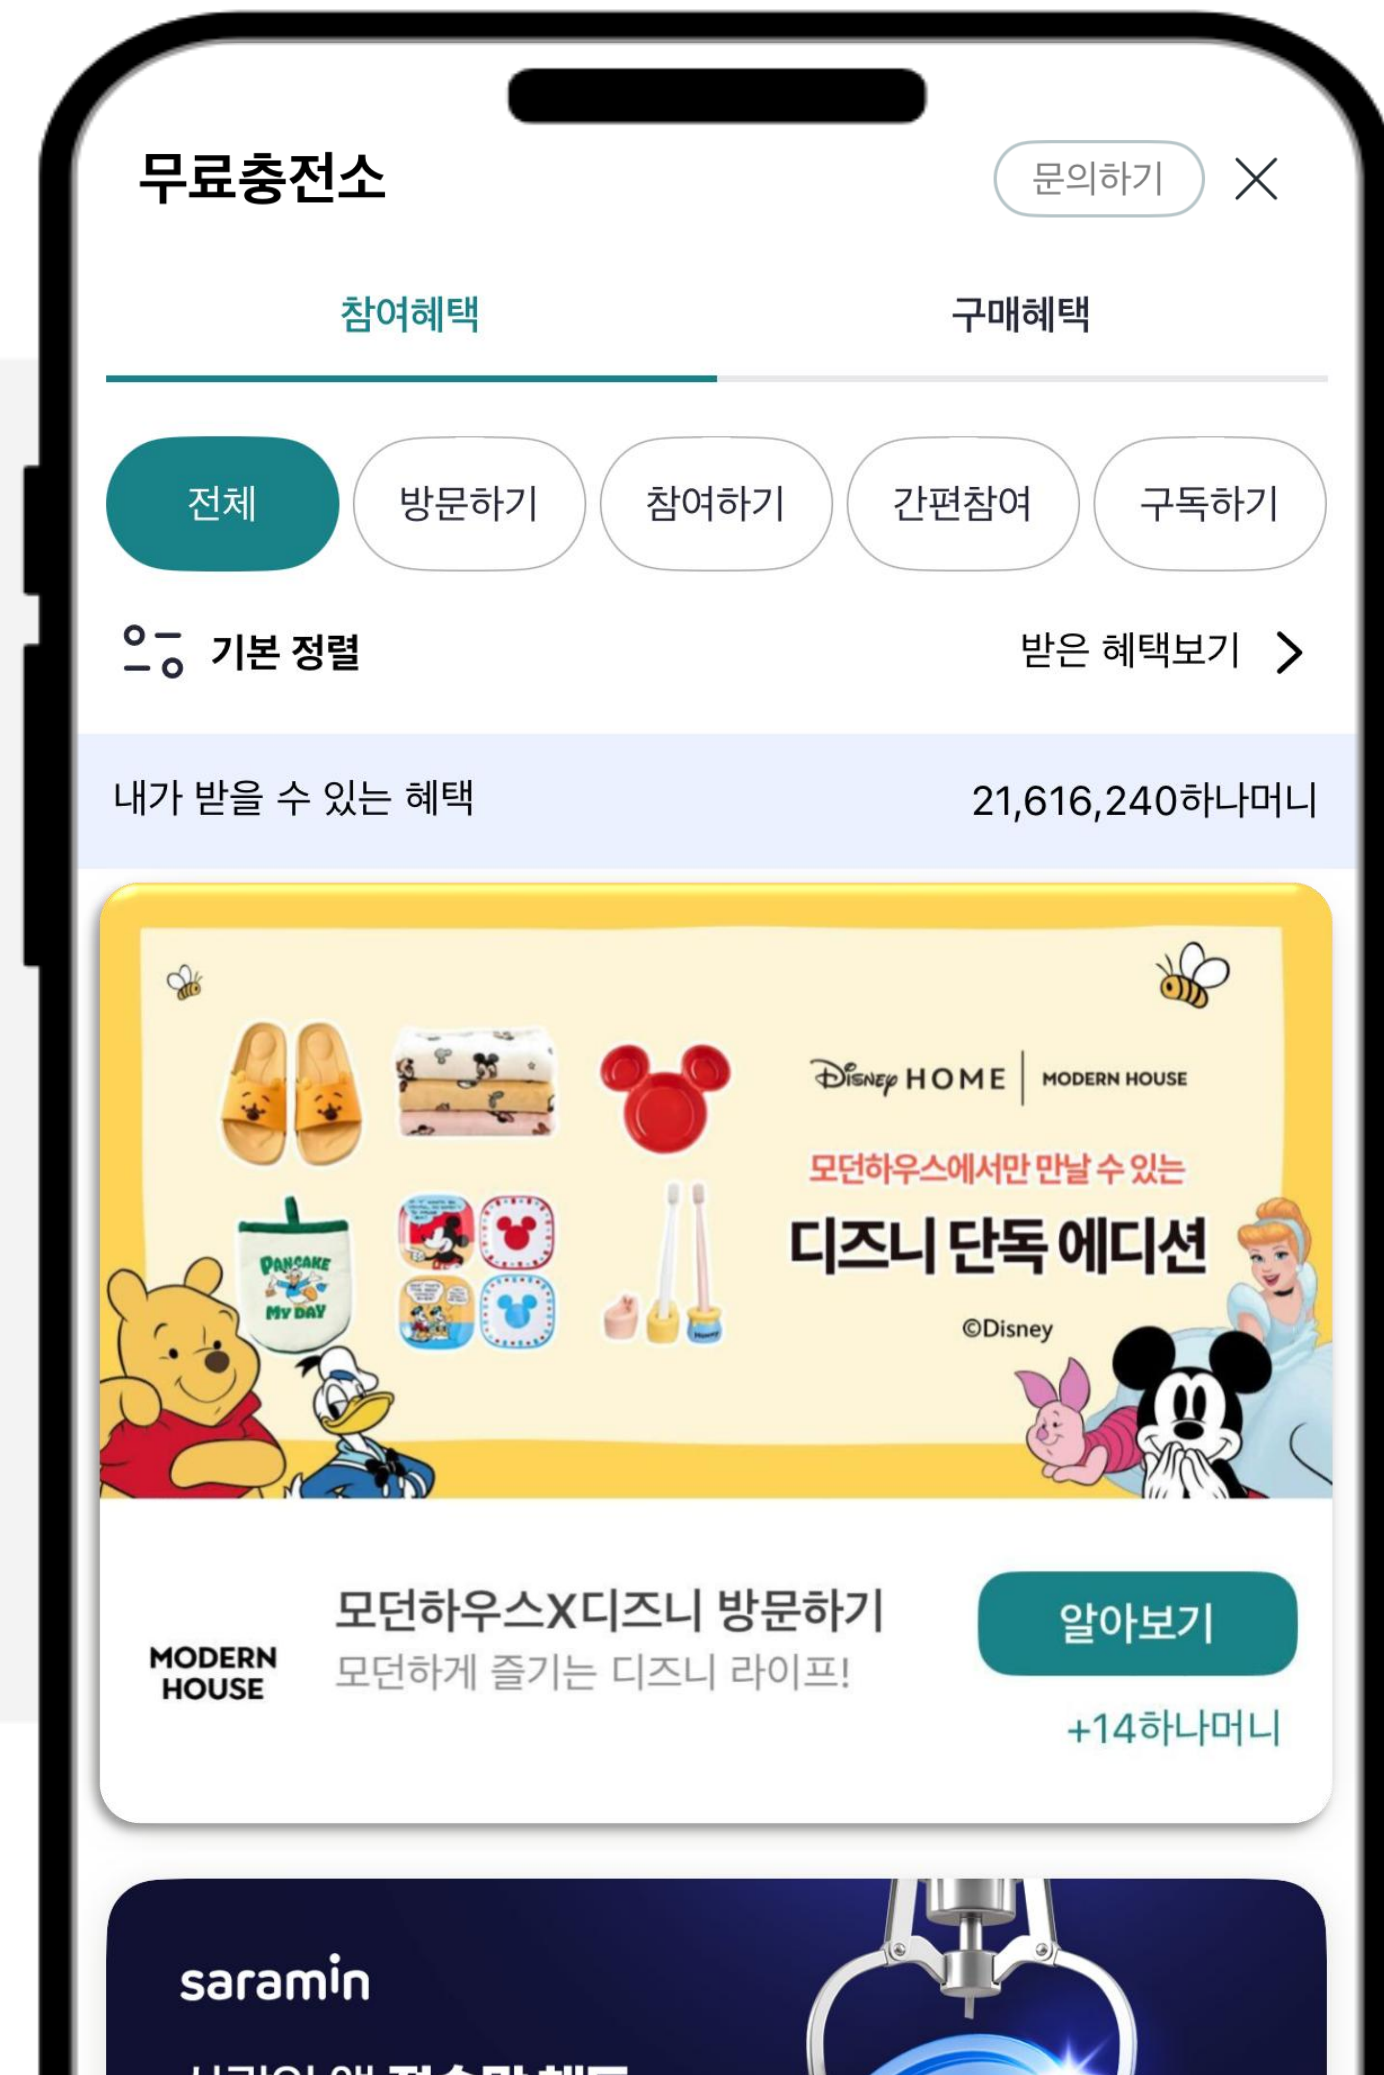 무료충전소
문의하기
참여혜택 구매혜택
전체 방문하기 참여하기 간편참여 구독하기
기본 정렬 받은 혜택보기
내가 받을 수 있는 혜택 21,616,240하나머니
Disney HOME | MODERN HOUSE
모던하우스에서만 만날 수 있는
디즈니 단독 에디션
©Disney
PANCAKE
MY DAY
MODERN
HOUSE
모던하우스X디즈니 방문하기
모던하게 즐기는 디즈니 라이프!
알아보기
+14하나머니
saramin